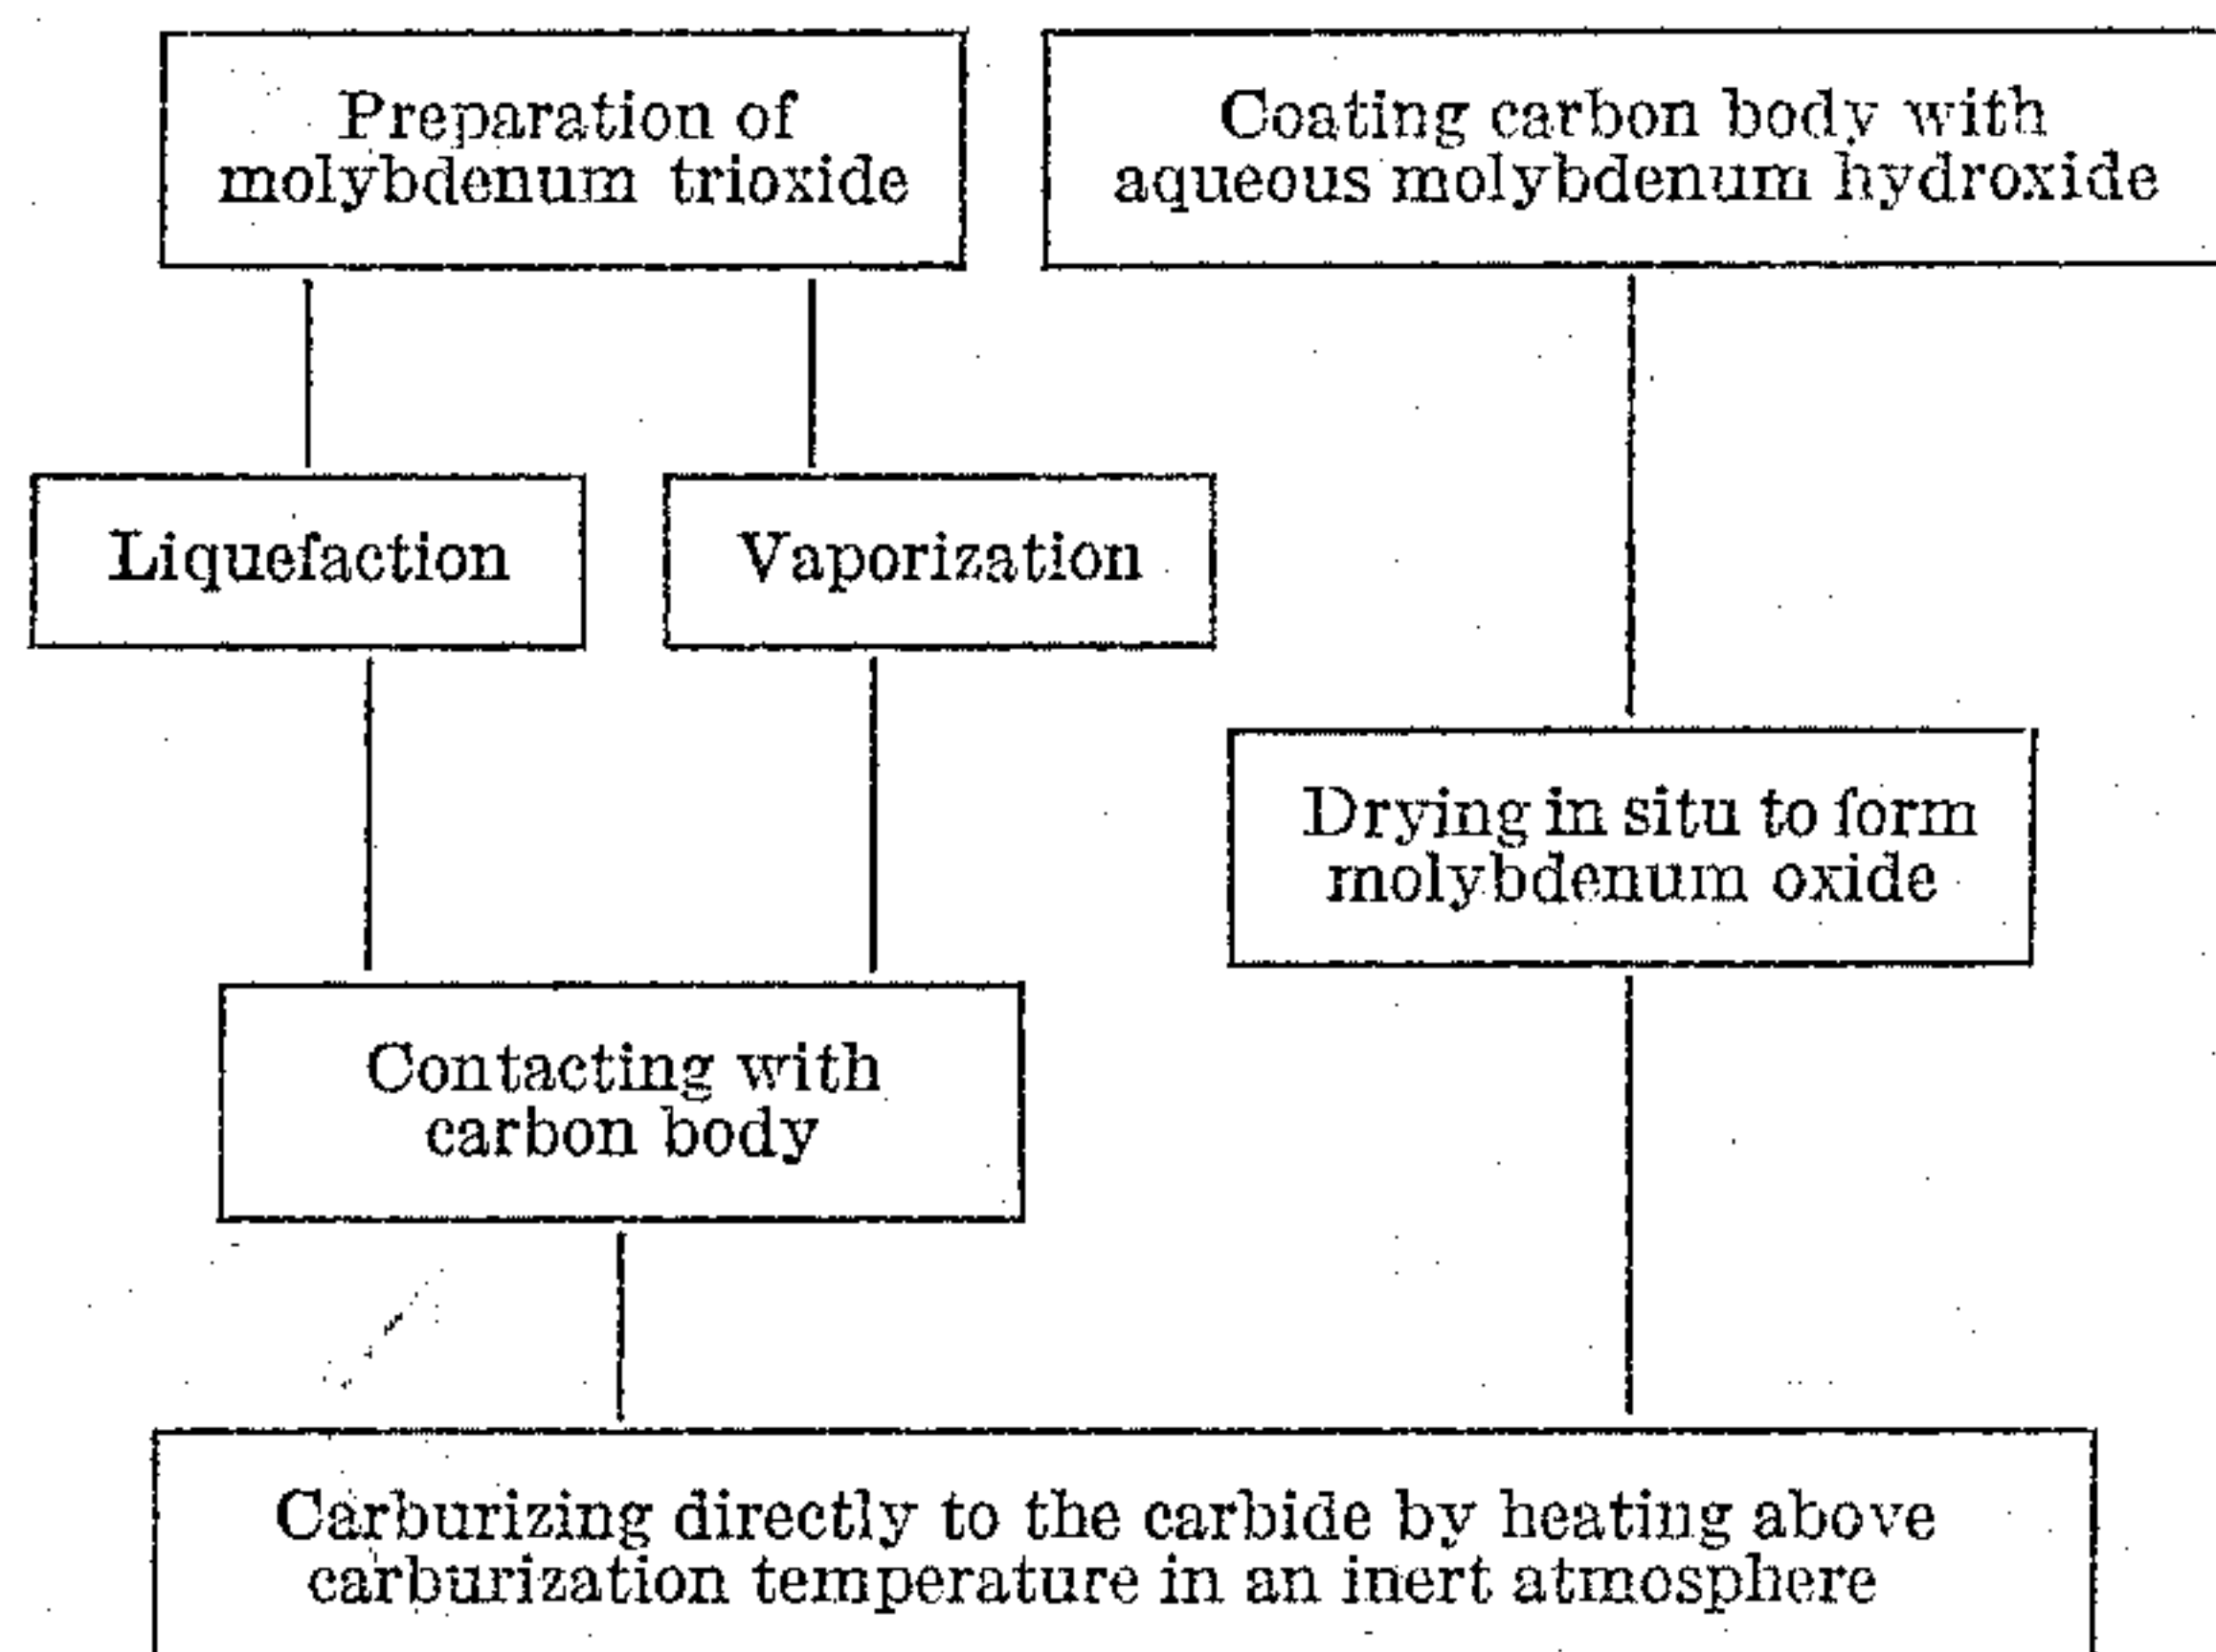 Preparation of
molybdenum trioxide
Coating carbon body with
aqueous molybdenum hydroxide
Liquefaction
Vaporization
Drying in situ to form
molybdenum oxide
Contacting with
carbon body
Carburizing directly to the carbide by heating above
carburization temperature in an inert atmosphere